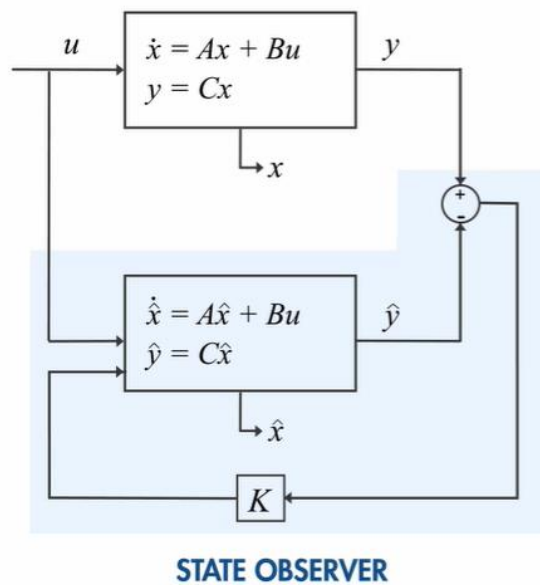 u
ẋ = Ax + Bu
y = Cx
y
x
+
-
x̂̇ = Ax̂ + Bu
ŷ = Cx̂
ŷ
x̂
K
STATE OBSERVER